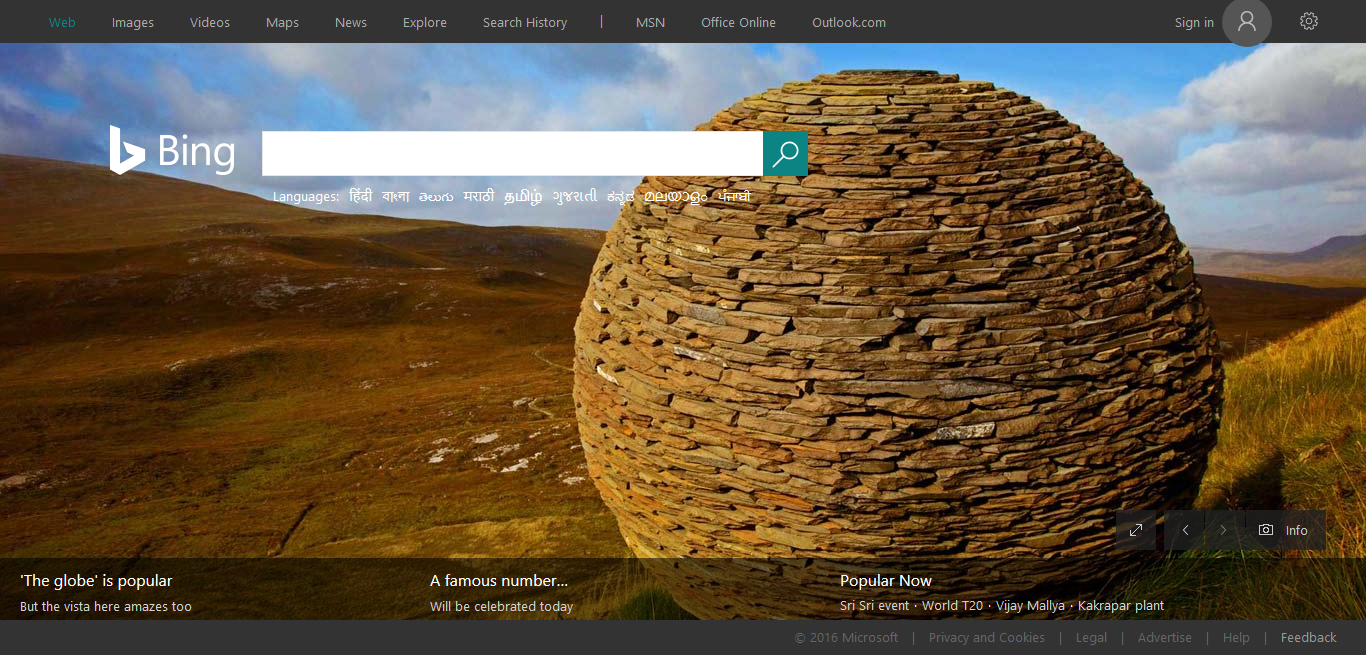 Web Images Videos Maps News Explore Search History | MSN Office Online Outlook.com Sign in
Bing
Languages: हिंदी বাংলা తెలుగు मराठी தமிழ் ગુજરાતી ಕನ್ನಡ മലയാളം ਪੰਜਾਬੀ
Info
'The globe' is popular
But the vista here amazes too
A famous number...
Will be celebrated today
Popular Now
Sri Sri event · World T20 · Vijay Mallya · Kakrapar plant
© 2016 Microsoft | Privacy and Cookies | Legal | Advertise | Help | Feedback